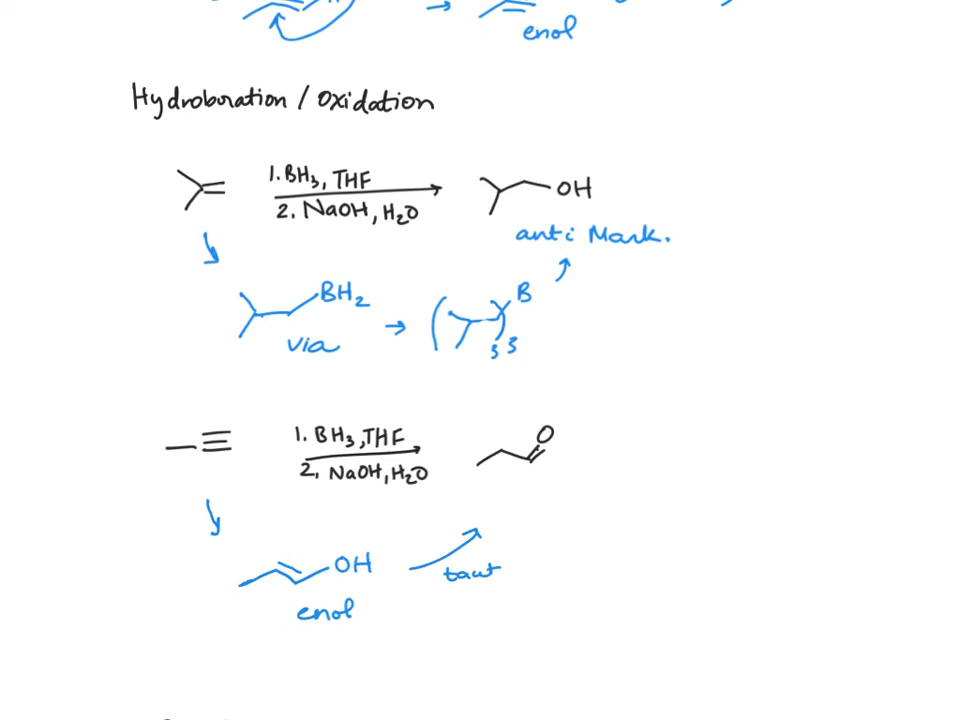 enol
Hydroboration / Oxidation
1. BH3, THF
2. NaOH, H2O
OH
anti Mark.
BH2
via
B
3 3
1. BH3, THF
2. NaOH, H2O
O
OH
enol
taut